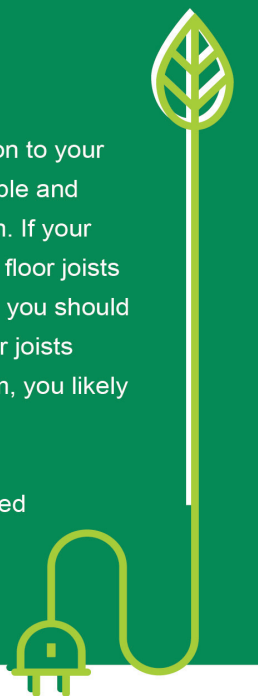 on to your
ple and
n. If your
floor joists
you should
r joists
n, you likely
ed